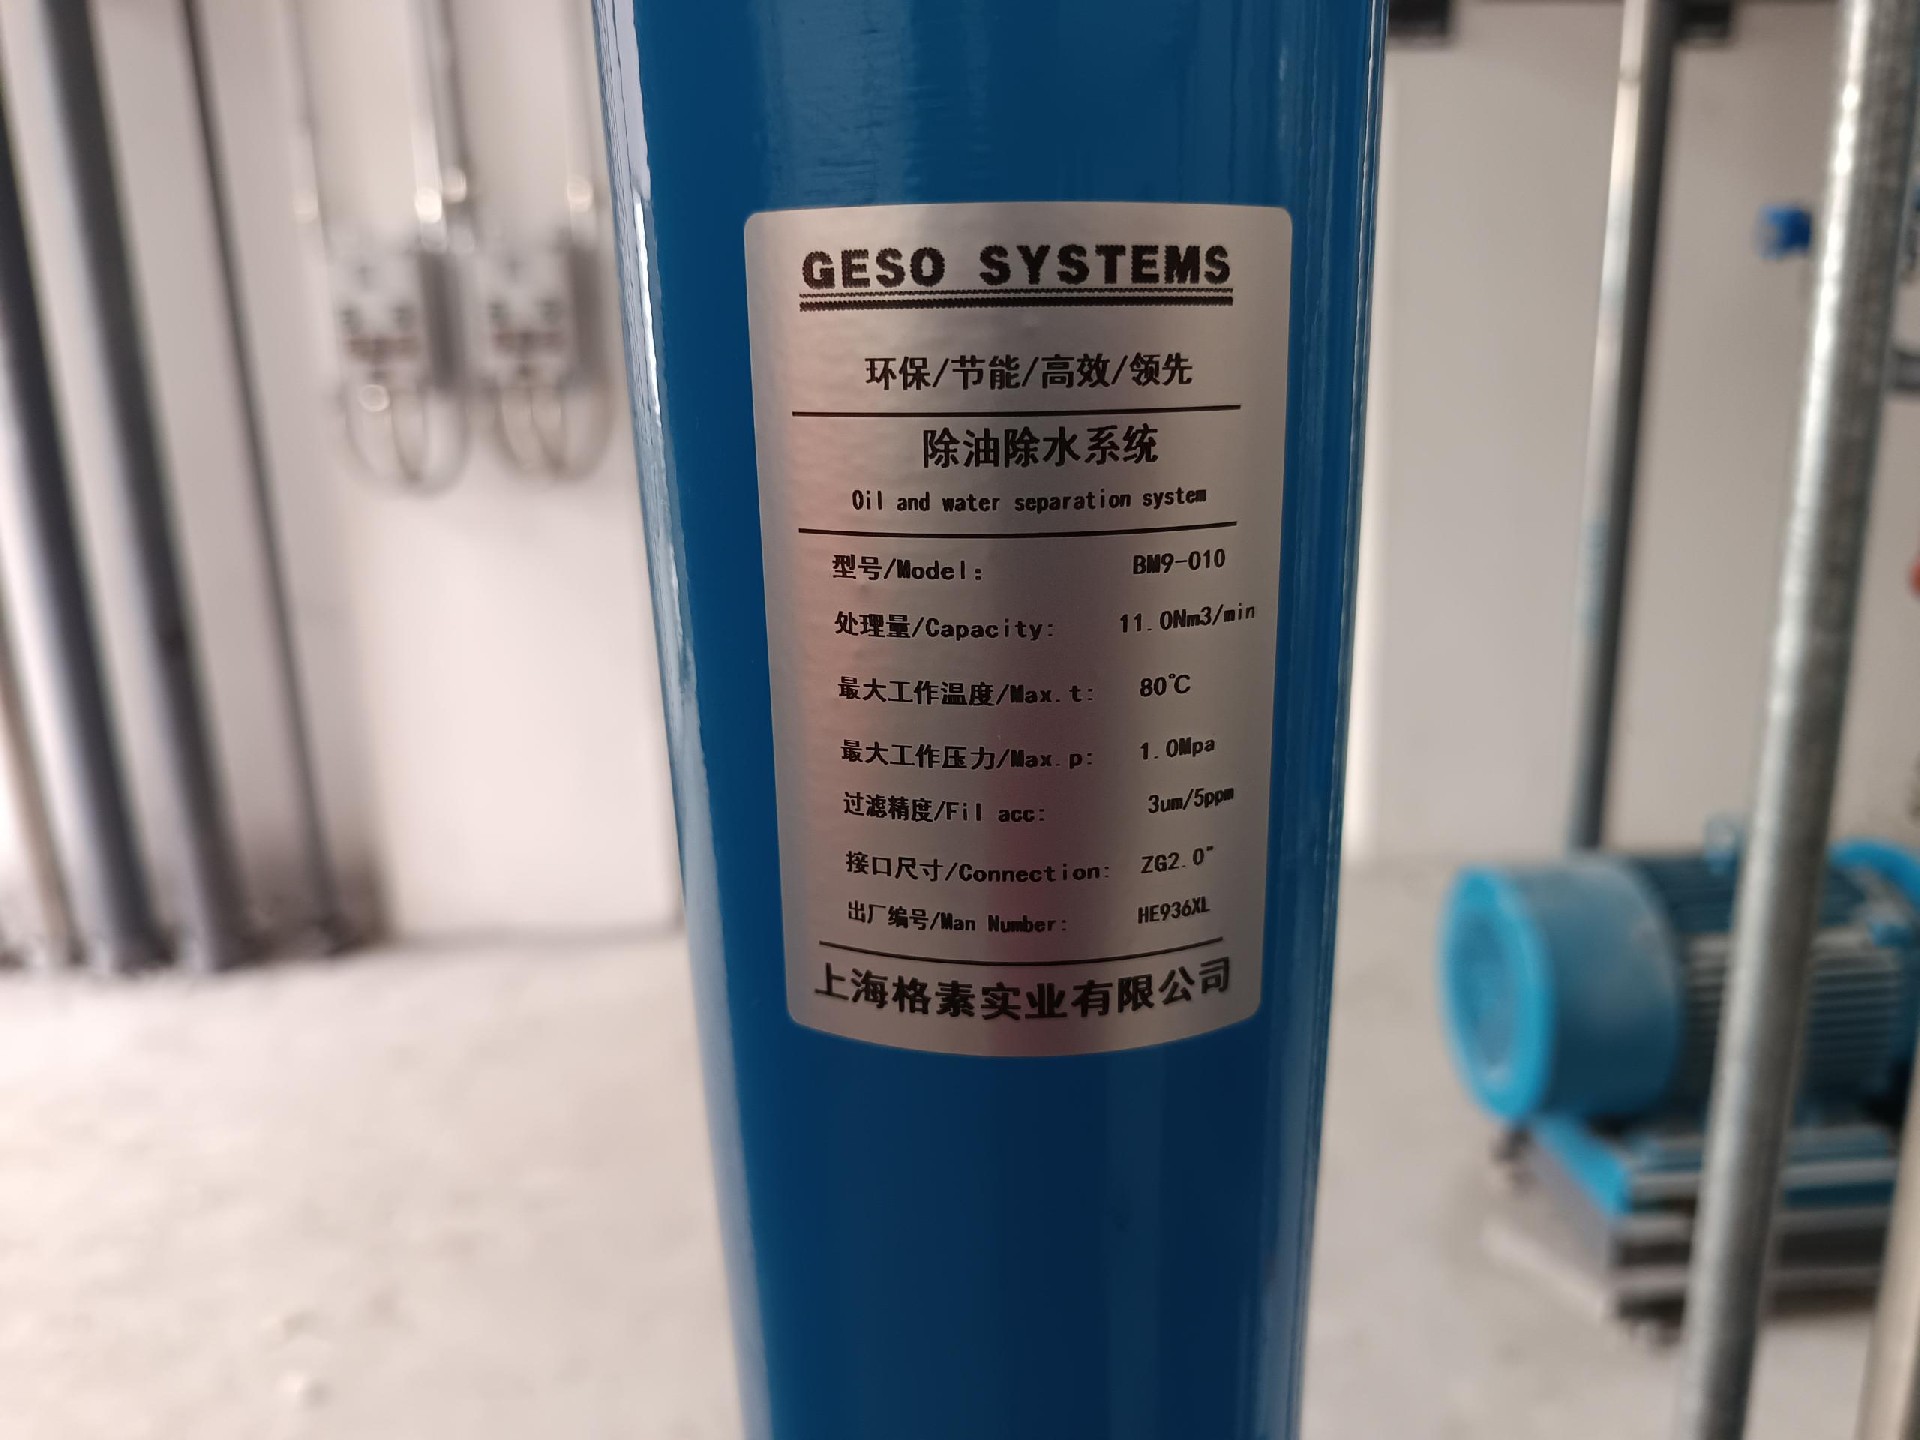 GESO SYSTEMS
环保/节能/高效/领先
除油除水系统
Oil and water separation system
型号/Model: BM9-010
处理量/Capacity: 11.0Nm3/min
最大工作温度/Max.t: 80℃
最大工作压力/Max.p: 1.0Mpa
过滤精度/Fil acc: 3um/5ppm
接口尺寸/Connection: ZG2.0"
出厂编号/Man Number: HE936XL
上海格素实业有限公司